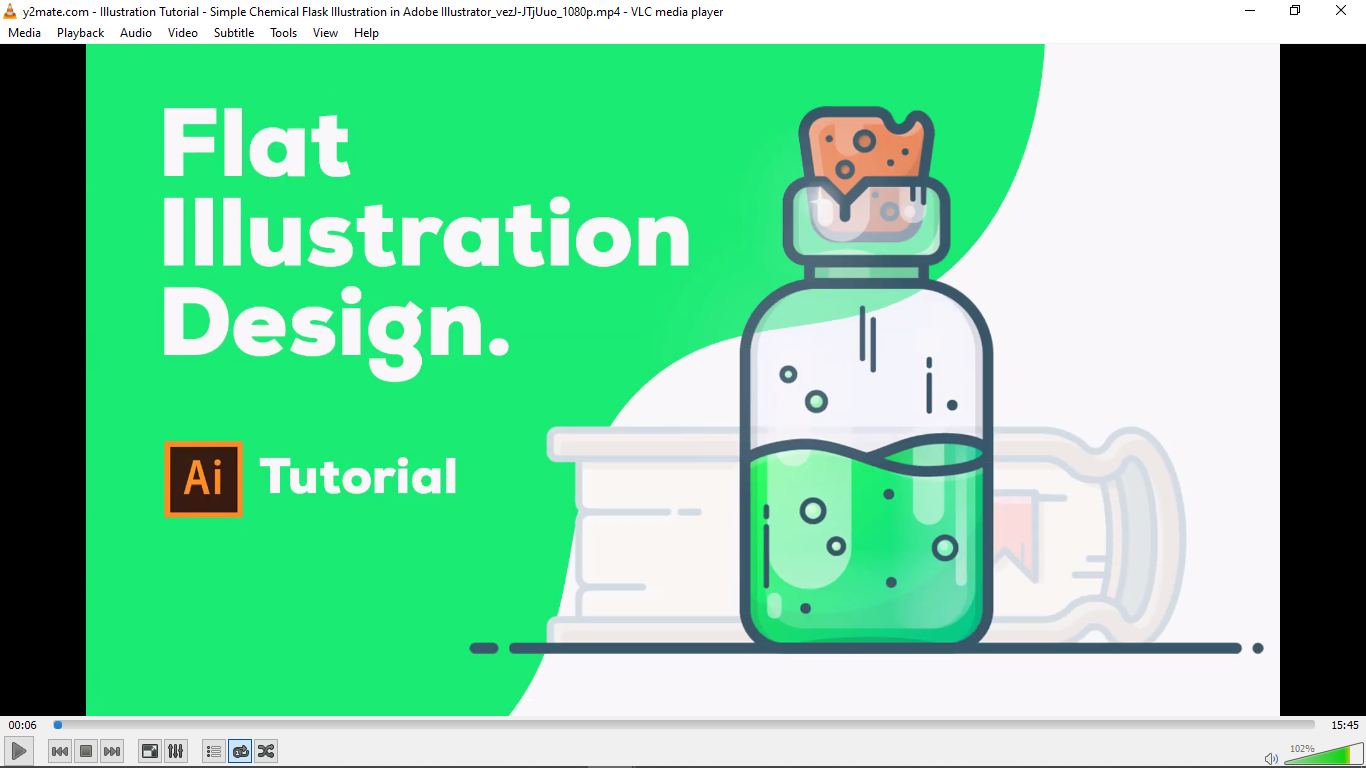 y2mate.com - Illustration Tutorial - Simple Chemical Flask Illustration in Adobe Illustrator_vezJ-JTjUuo_1080p.mp4 - VLC media player
Media Playback Audio Video Subtitle Tools View Help
Flat
Illustration
Design.
Ai Tutorial
00:06 15:45
102%